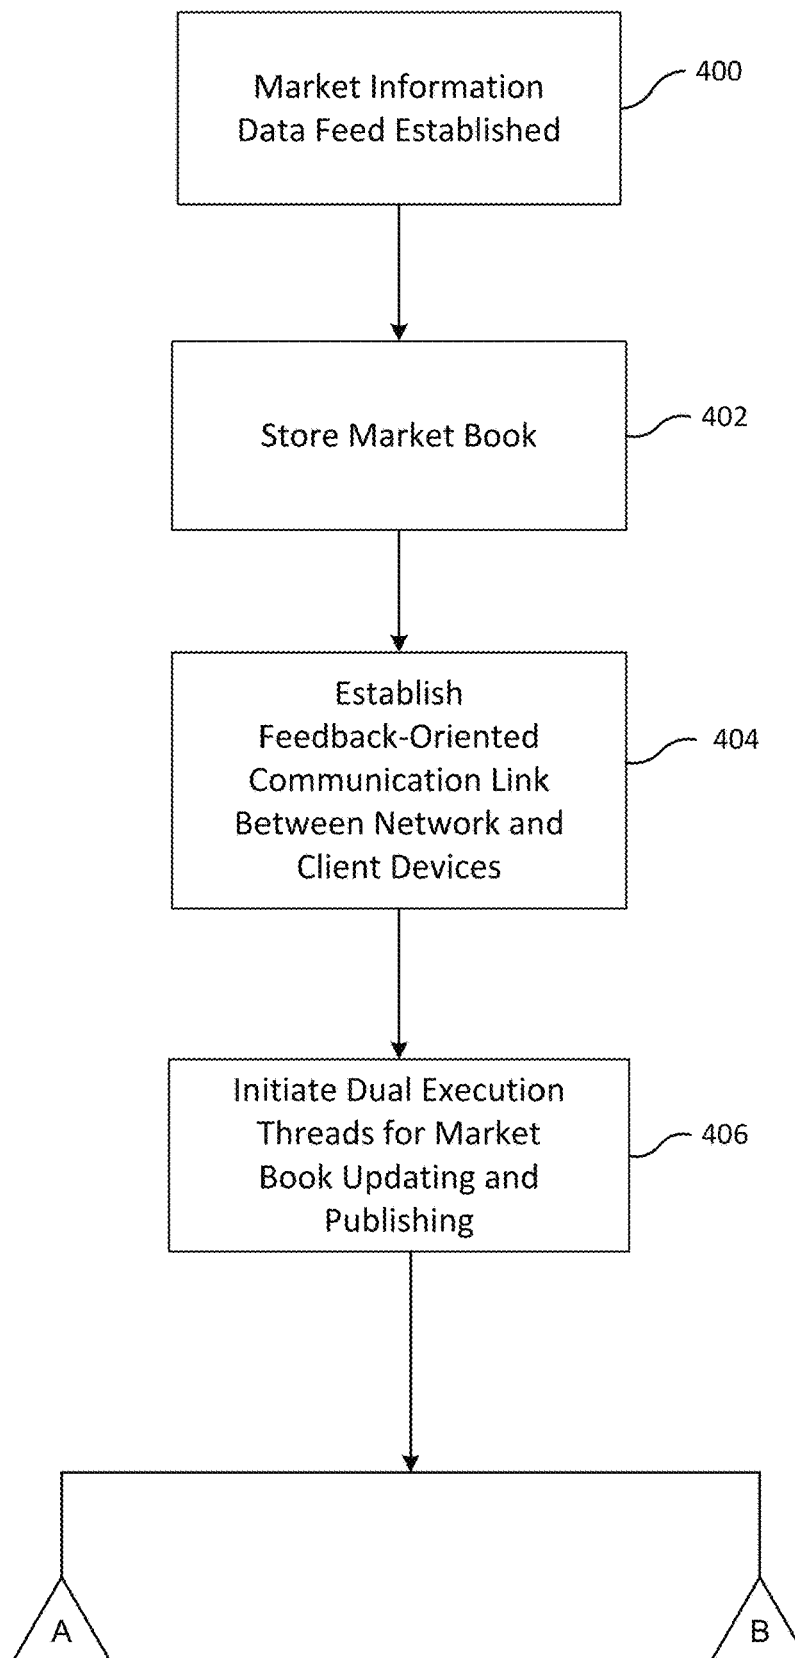 Market Information
Data Feed Established
400
Store Market Book
402
Establish
Feedback-Oriented
Communication Link
Between Network and
Client Devices
404
Initiate Dual Execution
Threads for Market
Book Updating and
Publishing
406
A
B